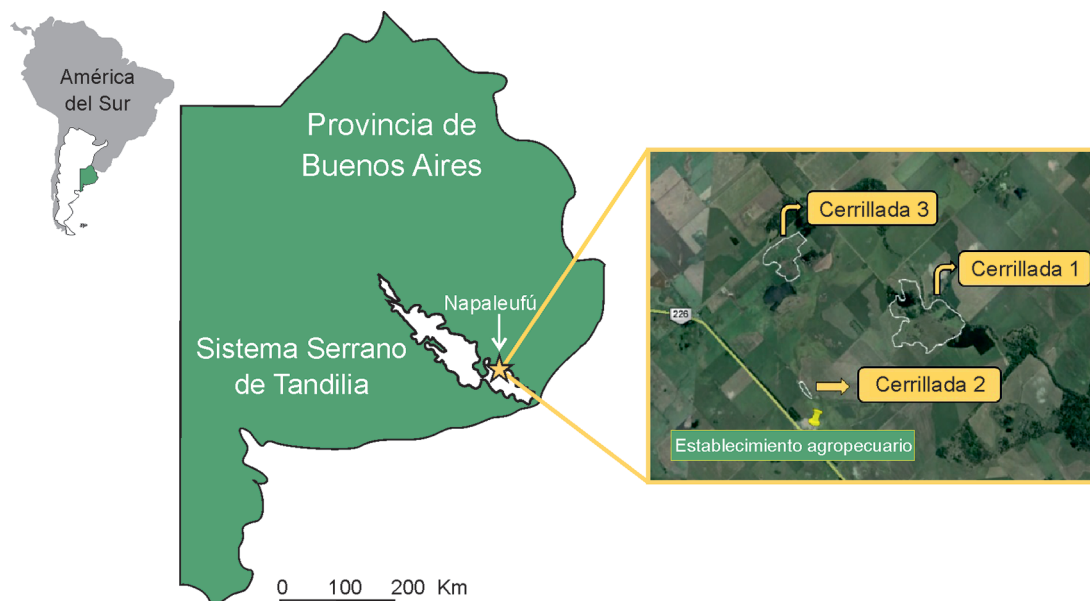 América
del Sur
Provincia de
Buenos Aires
Napaleufú
Sistema Serrano
de Tandilia
0 100 200 Km
Cerrillada 3
Cerrillada 1
226
Cerrillada 2
Establecimiento agropecuario